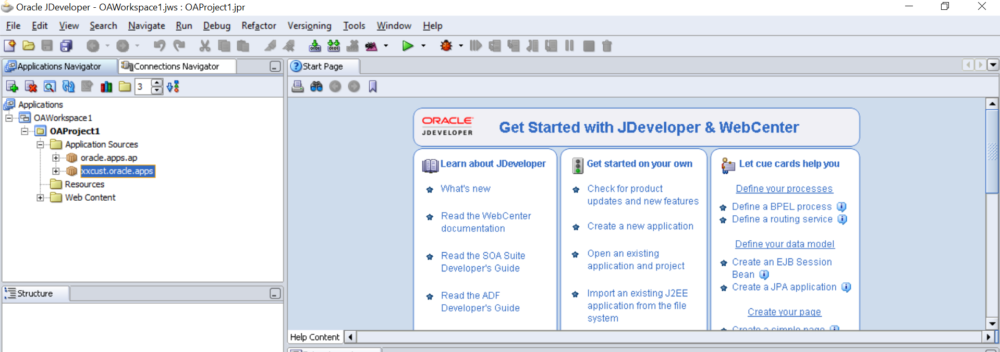 Oracle JDeveloper - OAWorkspace1.jws : OAProject1.jpr
File Edit View Search Navigate Run Debug Refactor Versioning Tools Window Help
Applications Navigator Connections Navigator
3
Applications
OAWorkspace1
OAProject1
Application Sources
oracle.apps.ap
xxcust.oracle.apps
Resources
Web Content
Structure
Start Page
ORACLE
JDEVELOPER
Get Started with JDeveloper & WebCenter
Learn about JDeveloper
What's new
Read the WebCenter
documentation
Read the SOA Suite
Developer's Guide
Read the ADF
Developer's Guide
Get started on your own
Check for product
updates and new features
Create a new application
Open an existing
application and project
Import an existing J2EE
application from the file
system
Let cue cards help you
Define your processes
Define a BPEL process
Define a routing service
Define your data model
Create an EJB Session
Bean
Create a JPA application
Create your page
Create a simple page
Help Content